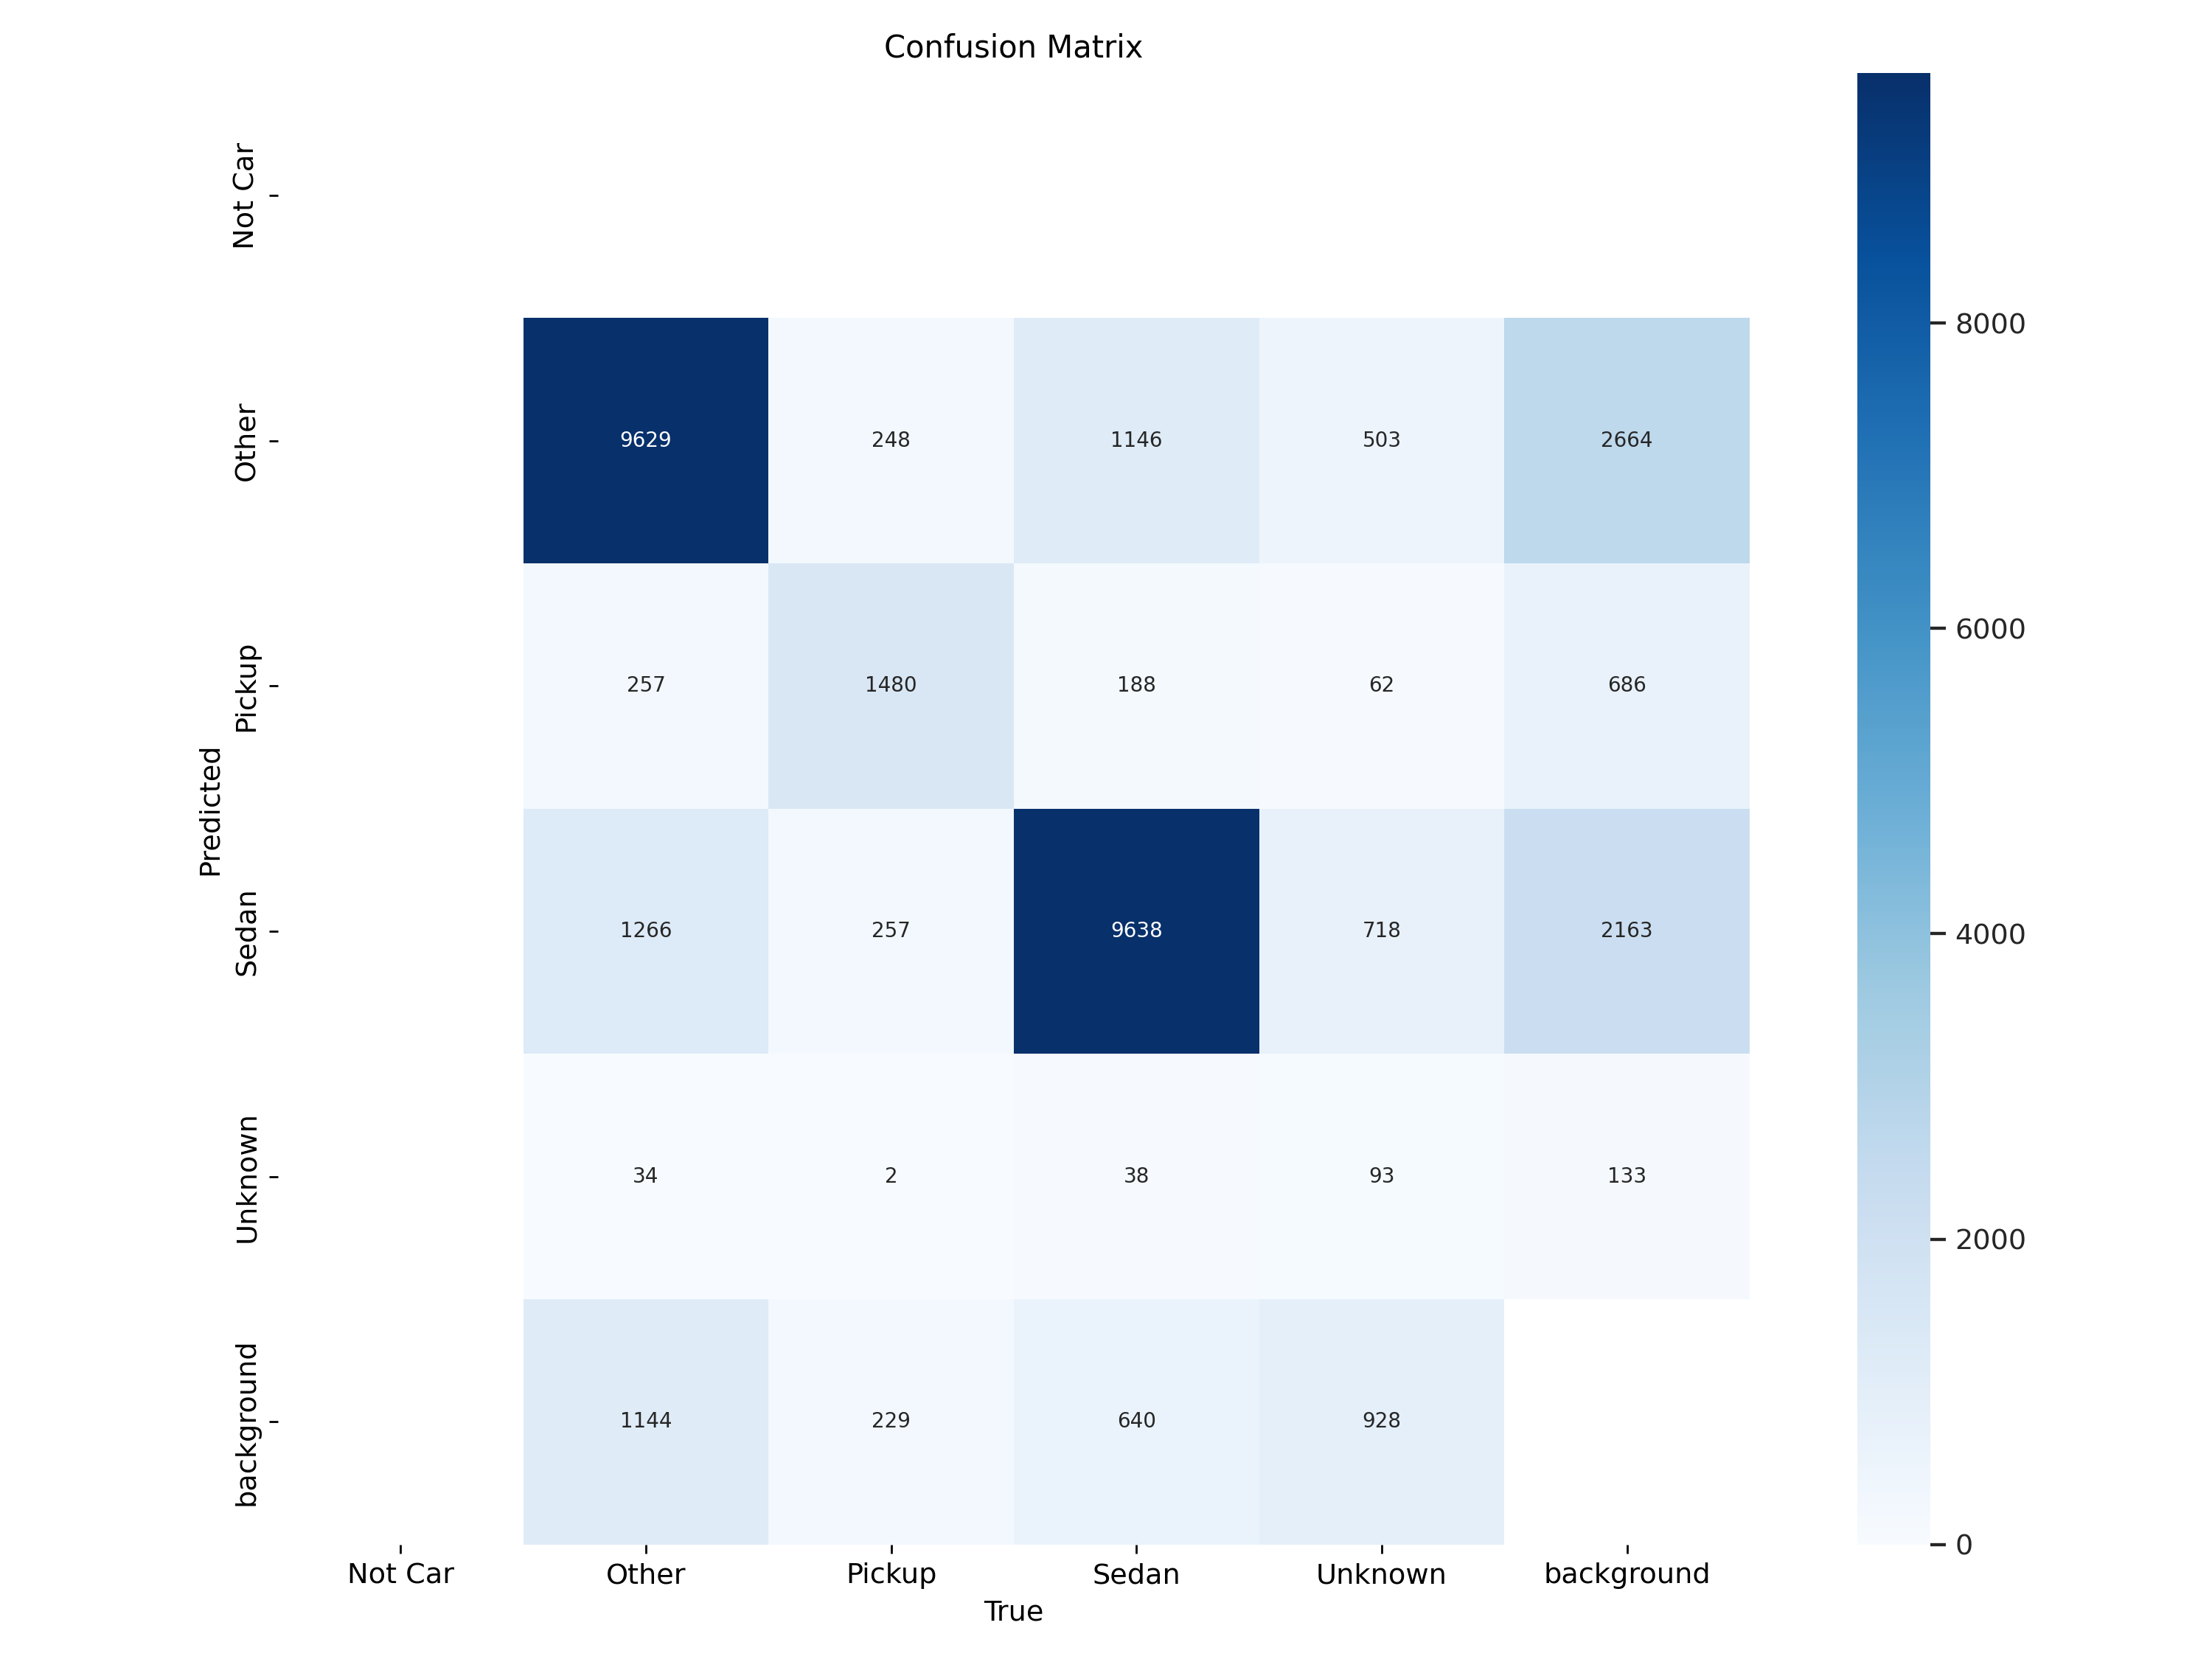 Confusion Matrix
Not Car
Other
9629 248 1146 503 2664
Pickup
257 1480 188 62 686
Predicted
Sedan
1266 257 9638 718 2163
Unknown
34 2 38 93 133
background
1144 229 640 928
Not Car Other Pickup Sedan Unknown background
True
8000
6000
4000
2000
0